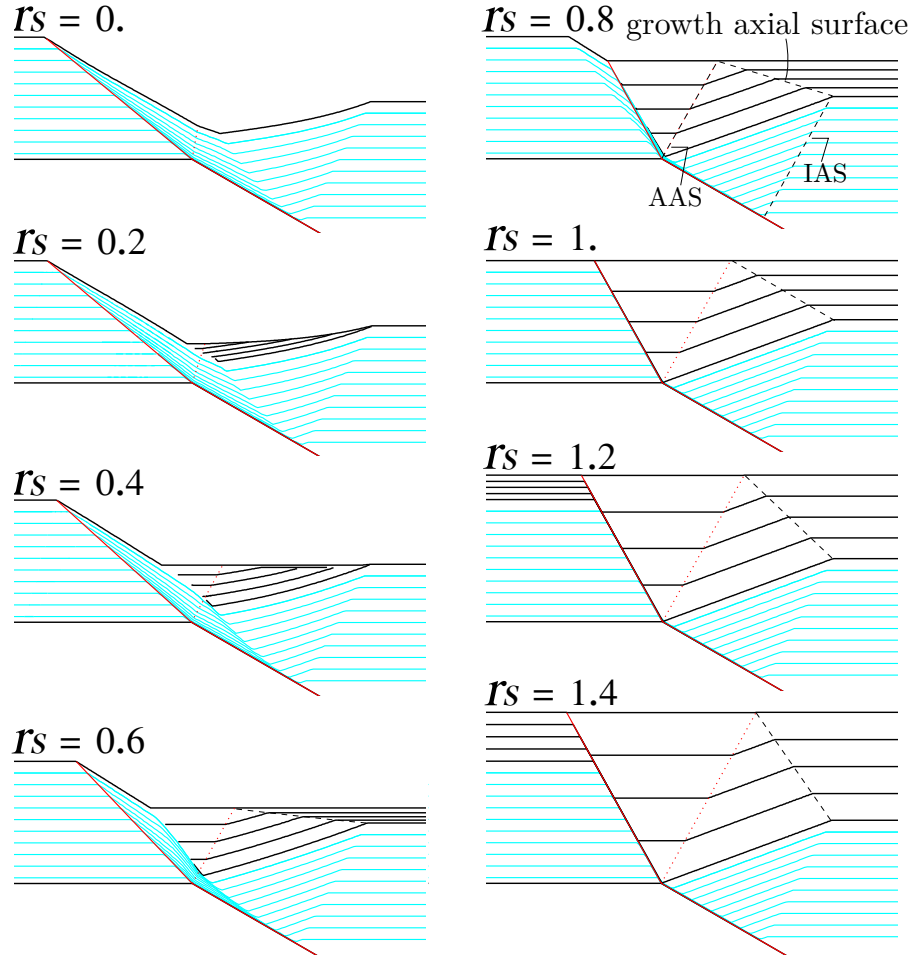 rs = 0.
rs = 0.2
rs = 0.4
rs = 0.6
rs = 0.8
growth axial surface
AAS
IAS
rs = 1.
rs = 1.2
rs = 1.4